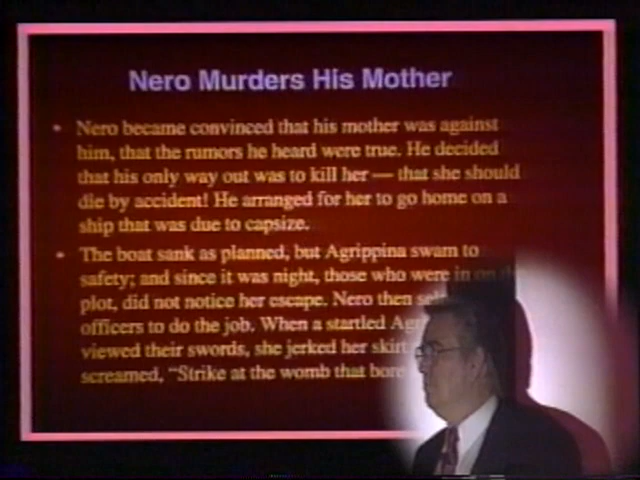 Nero Murders His Mother
• Nero became convinced that his mother was against
him, that the rumors he heard were true. He decided
that his only way out was to kill her — that she should
die by accident! He arranged for her to go home on a
ship that was due to capsize.
• The boat sank as planned, but Agrippina swam to
safety; and since it was night, those who were in on
plot, did not notice her escape. Nero then
officers to do the job. When a startled
viewed their swords, she jerked her skirt
screamed, “Strike at the womb that bore